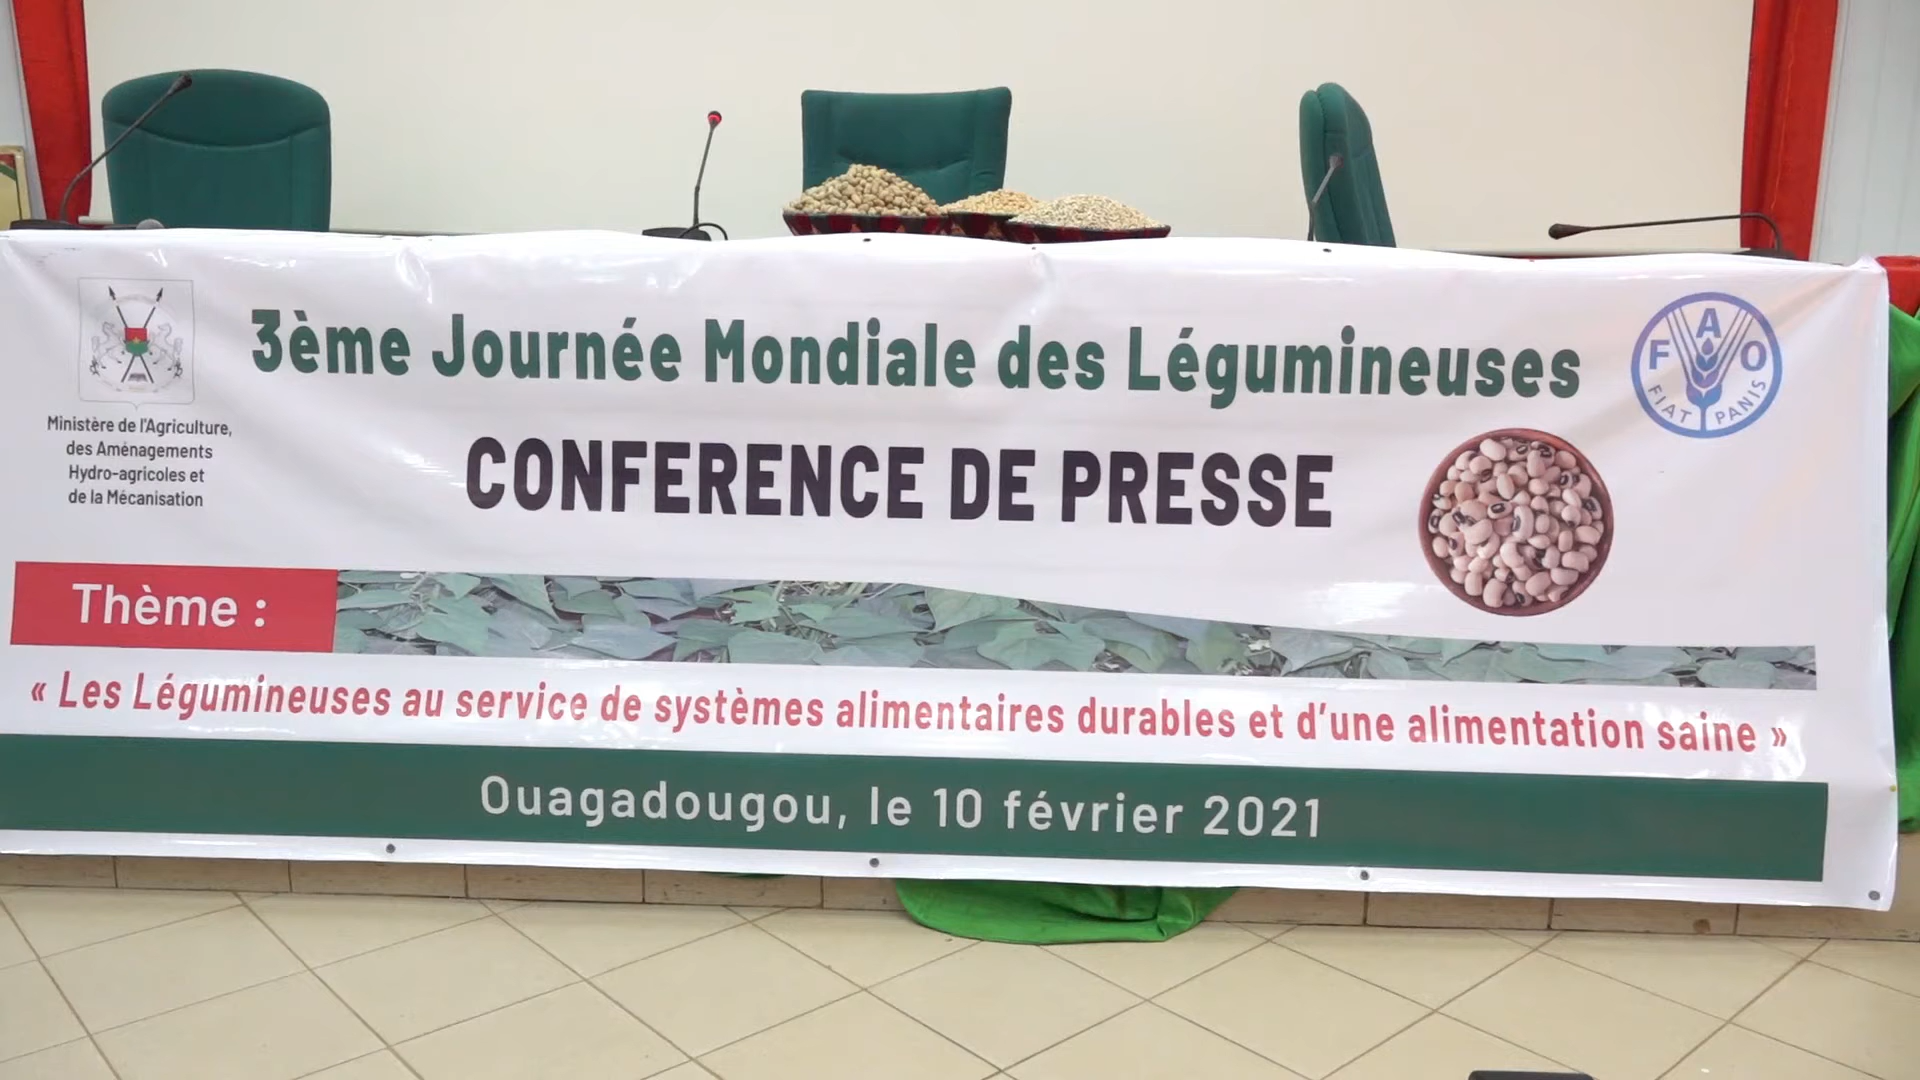 3ème Journée Mondiale des Légumineuses
Ministère de l'Agriculture,
des Aménagements
Hydro-agricoles et
de la Mécanisation
FAO
FIAT PANIS
CONFERENCE DE PRESSE
Thème :
« Les Légumineuses au service de systèmes alimentaires durables et d'une alimentation saine »
Ouagadougou, le 10 février 2021